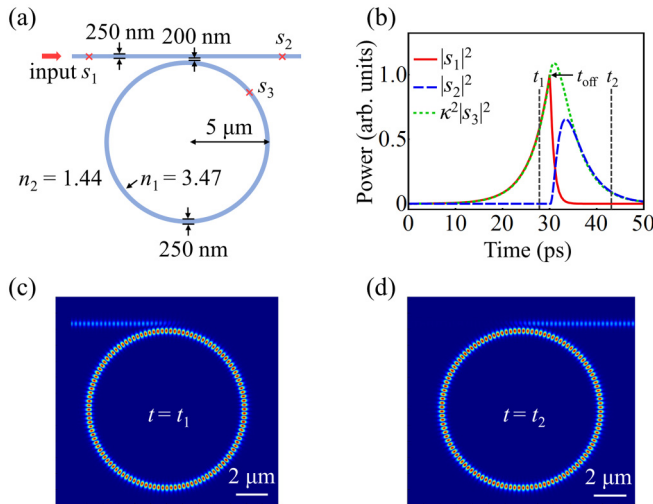 (a)
250 nm
200 nm
s₂
input s₁
s₃
5 μm
n₂ = 1.44
n₁ = 3.47
250 nm
(b)
Power (arb. units)
1.0
0.5
0
|s₁|²
|s₂|²
κ²|s₃|²
t₁
t_off
t₂
0 10 20 30 40 50
Time (ps)
(c)
t = t₁
2 μm
(d)
t = t₂
2 μm